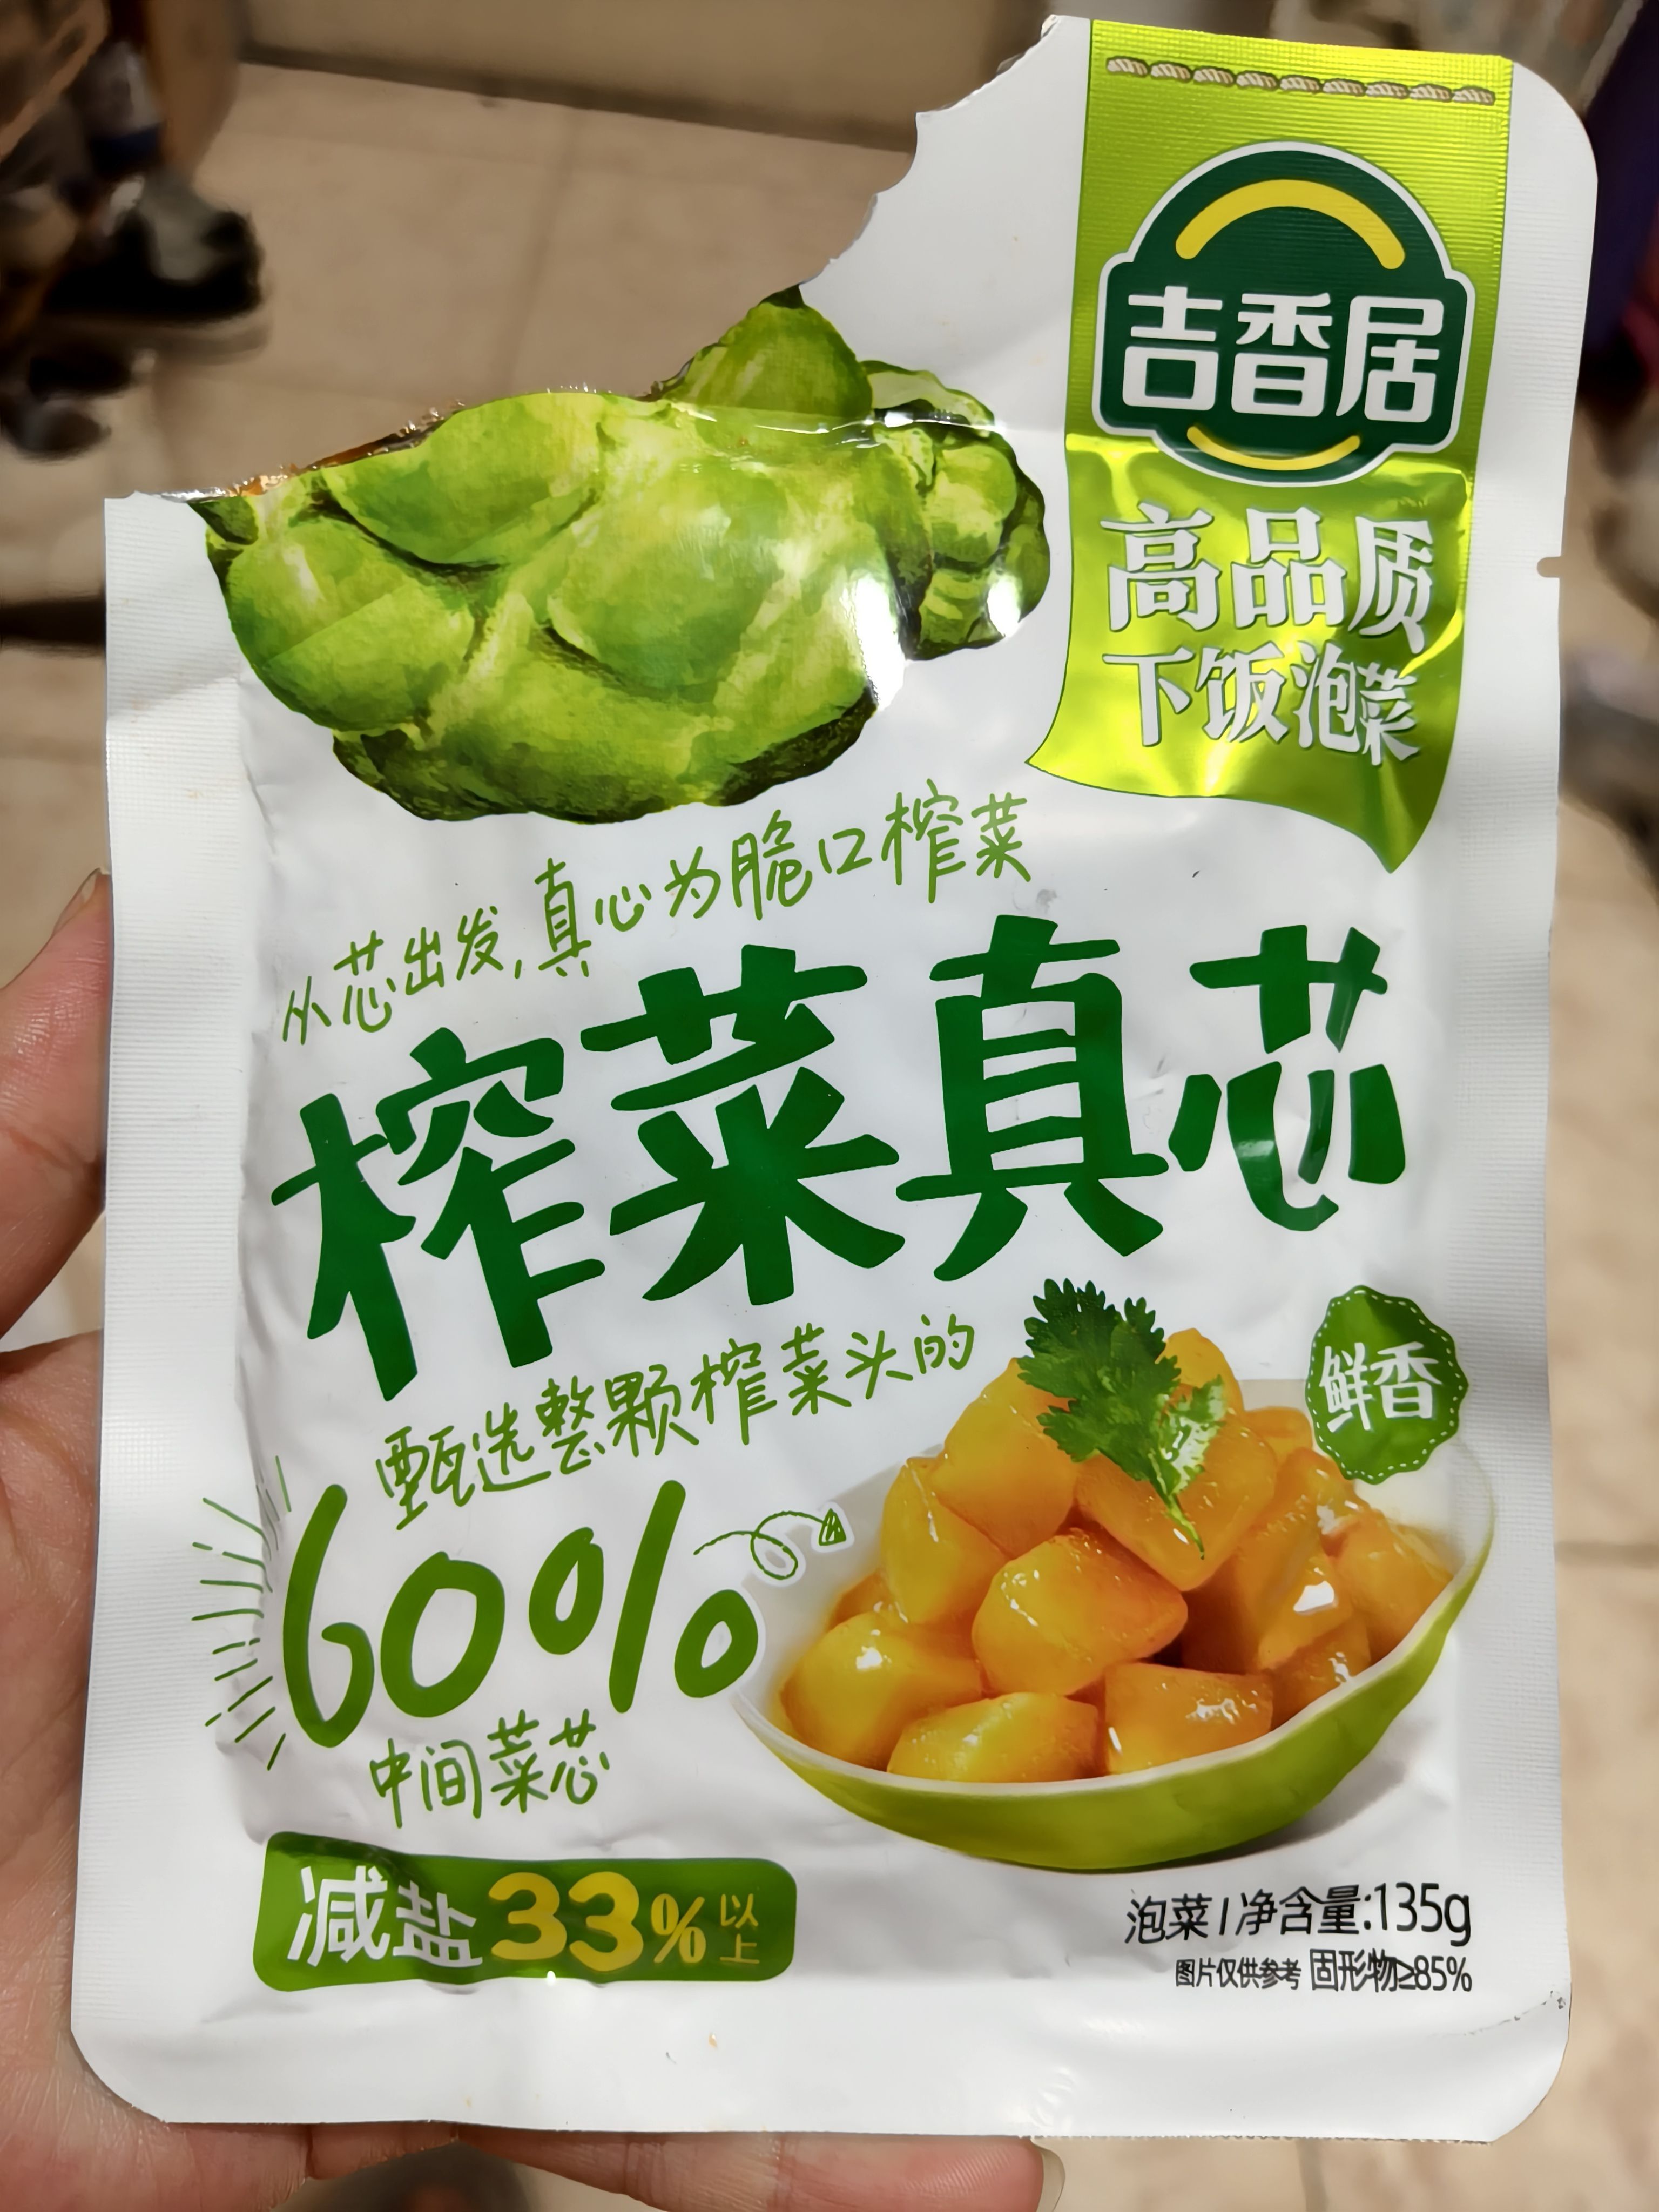 吉香居
高品质
下饭泡菜
从芯出发,真心为脆口榨菜
榨菜真芯
甄选整颗榨菜头的
60%
中间菜芯
鲜香
减盐33%以上
泡菜/净含量:135g
图片仅供参考 固形物≥85%